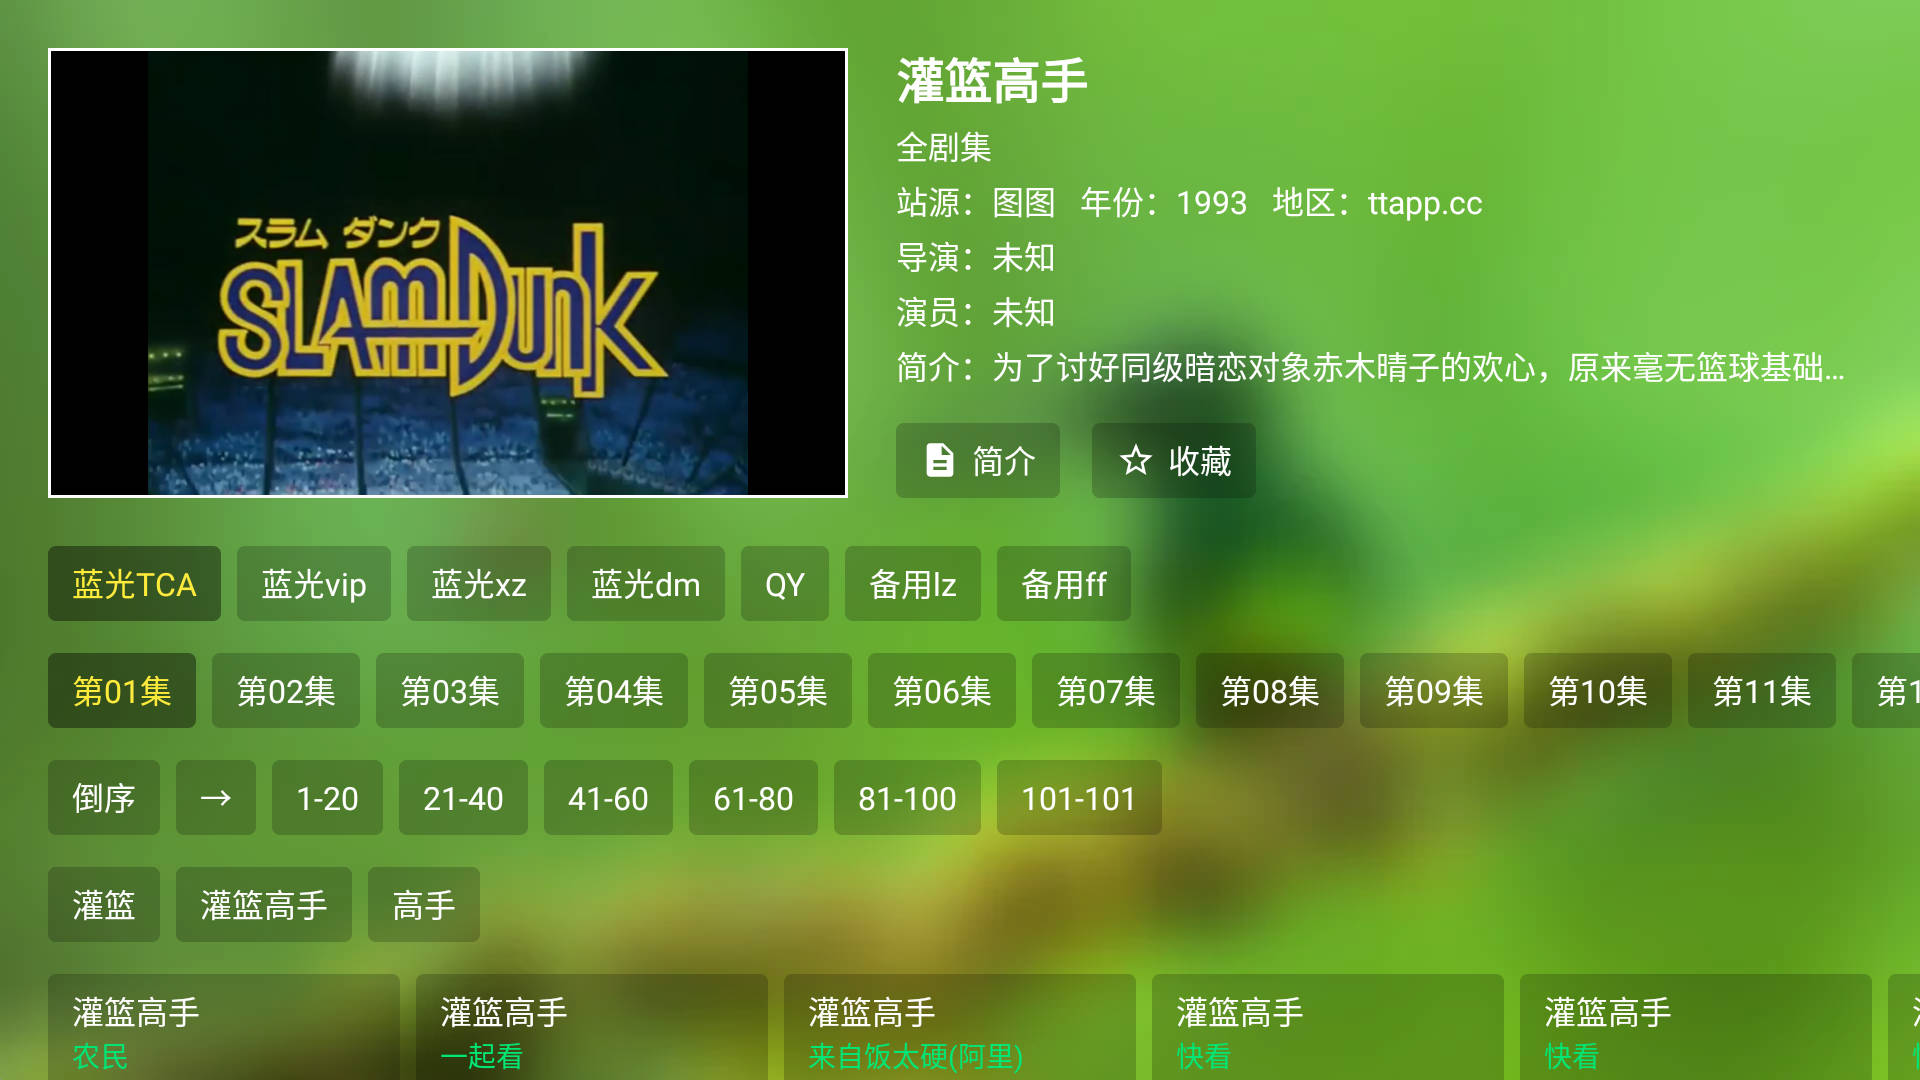 スラムダンク
SLAMDUNK
灌篮高手
全剧集
站源：图图 年份：1993 地区：ttapp.cc
导演：未知
演员：未知
简介：为了讨好同级暗恋对象赤木晴子的欢心，原来毫无篮球基础...
简介 收藏
蓝光TCA 蓝光vip 蓝光xz 蓝光dm QY 备用lz 备用ff
第01集 第02集 第03集 第04集 第05集 第06集 第07集 第08集 第09集 第10集 第11集 第1
倒序 → 1-20 21-40 41-60 61-80 81-100 101-101
灌篮 灌篮高手 高手
灌篮高手 灌篮高手 灌篮高手 灌篮高手 灌篮高手
农民 一起看 来自饭太硬(阿里) 快看 快看